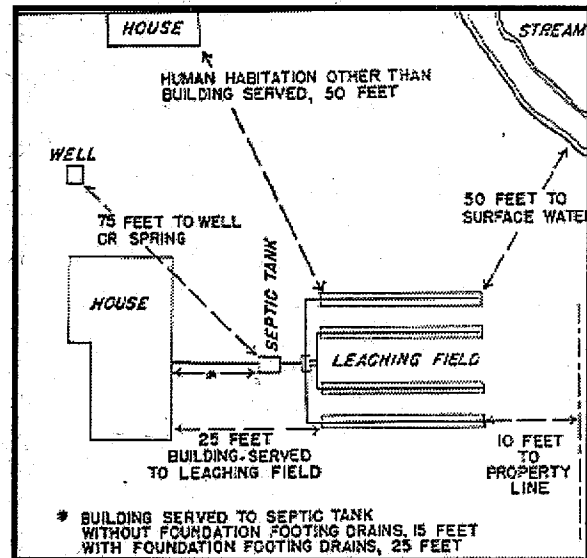 HOUSE
STREAM
HUMAN HABITATION OTHER THAN
BUILDING SERVED, 50 FEET
WELL
50 FEET TO
SURFACE WATE
75 FEET TO WELL
OR SPRING
SEPTIC TANK
HOUSE
LEACHING FIELD
*
25 FEET
BUILDING-SERVED
TO LEACHING FIELD
10 FEET
TO
PROPERTY
LINE
* BUILDING SERVED TO SEPTIC TANK
WITHOUT FOUNDATION FOOTING DRAINS, 15 FEET
WITH FOUNDATION FOOTING DRAINS, 25 FEET